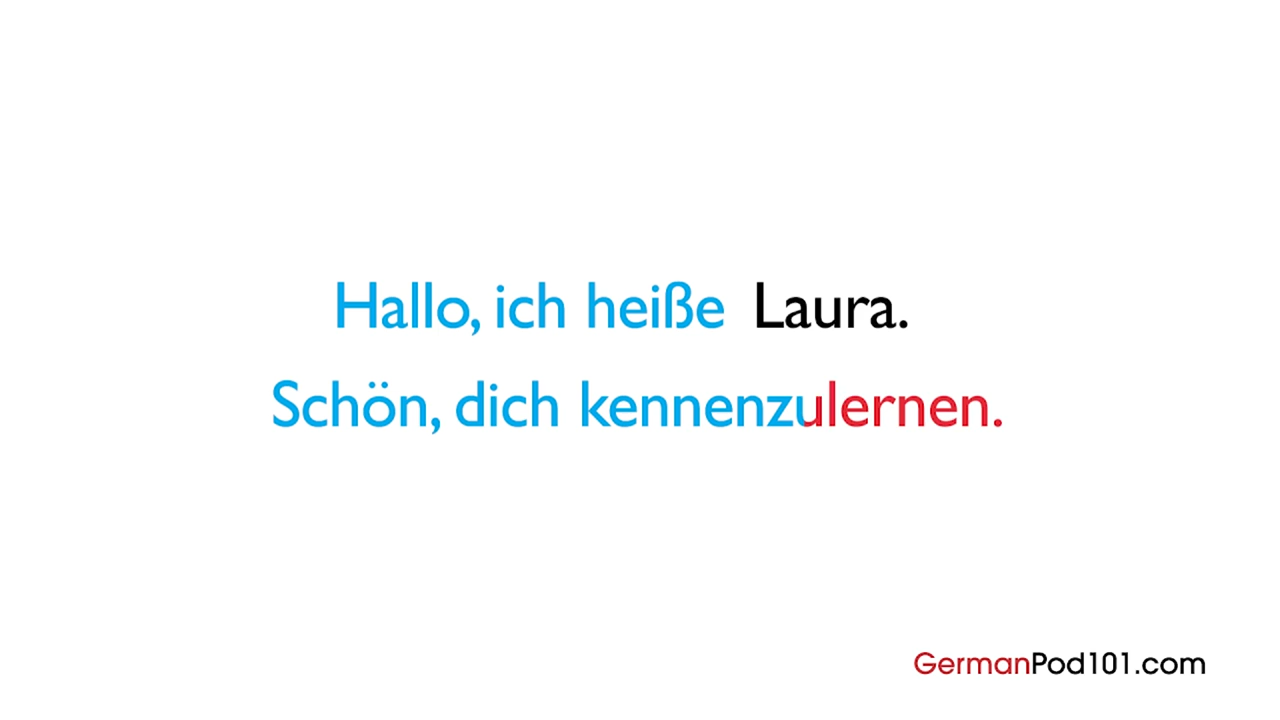 Hallo, ich heiße Laura.
Schön, dich kennenzulernen.
GermanPod101.com